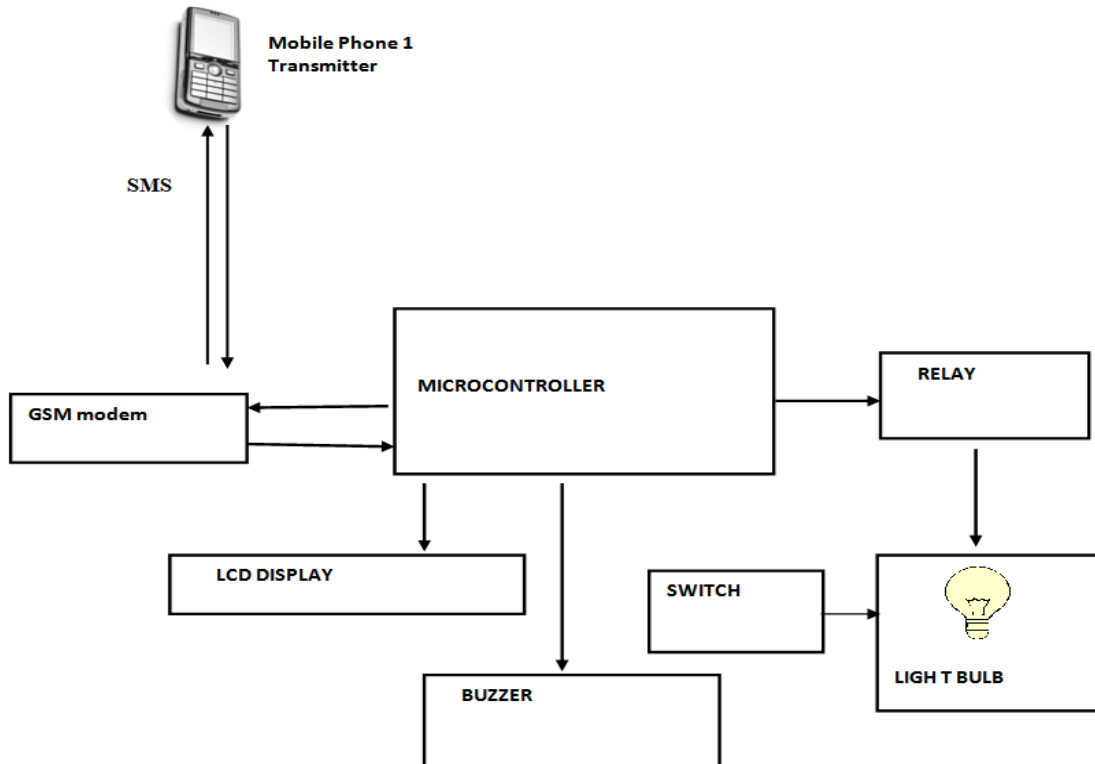 Mobile Phone 1
Transmitter
SMS
MICROCONTROLLER
RELAY
GSM modem
LCD DISPLAY
SWITCH
LIGH T BULB
BUZZER